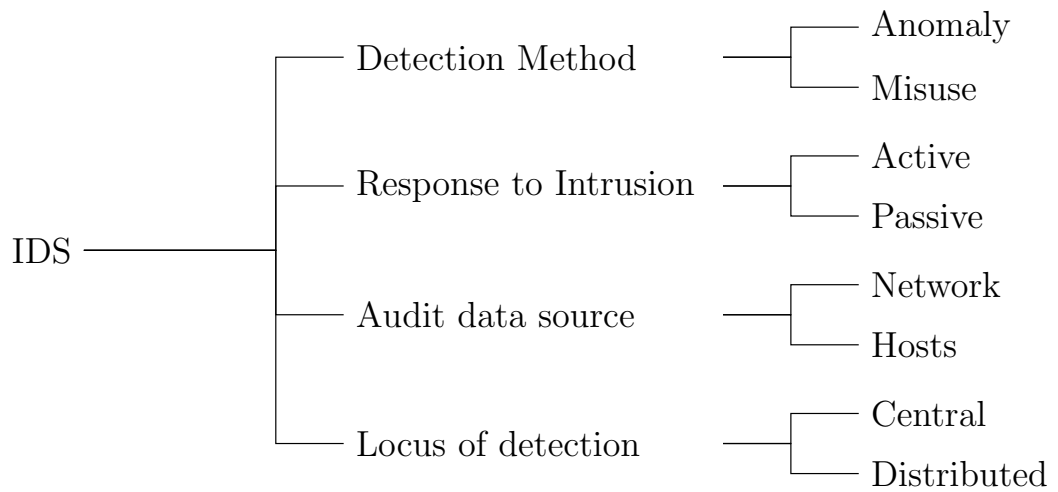 IDS
Detection Method
Anomaly
Misuse
Response to Intrusion
Active
Passive
Audit data source
Network
Hosts
Locus of detection
Central
Distributed